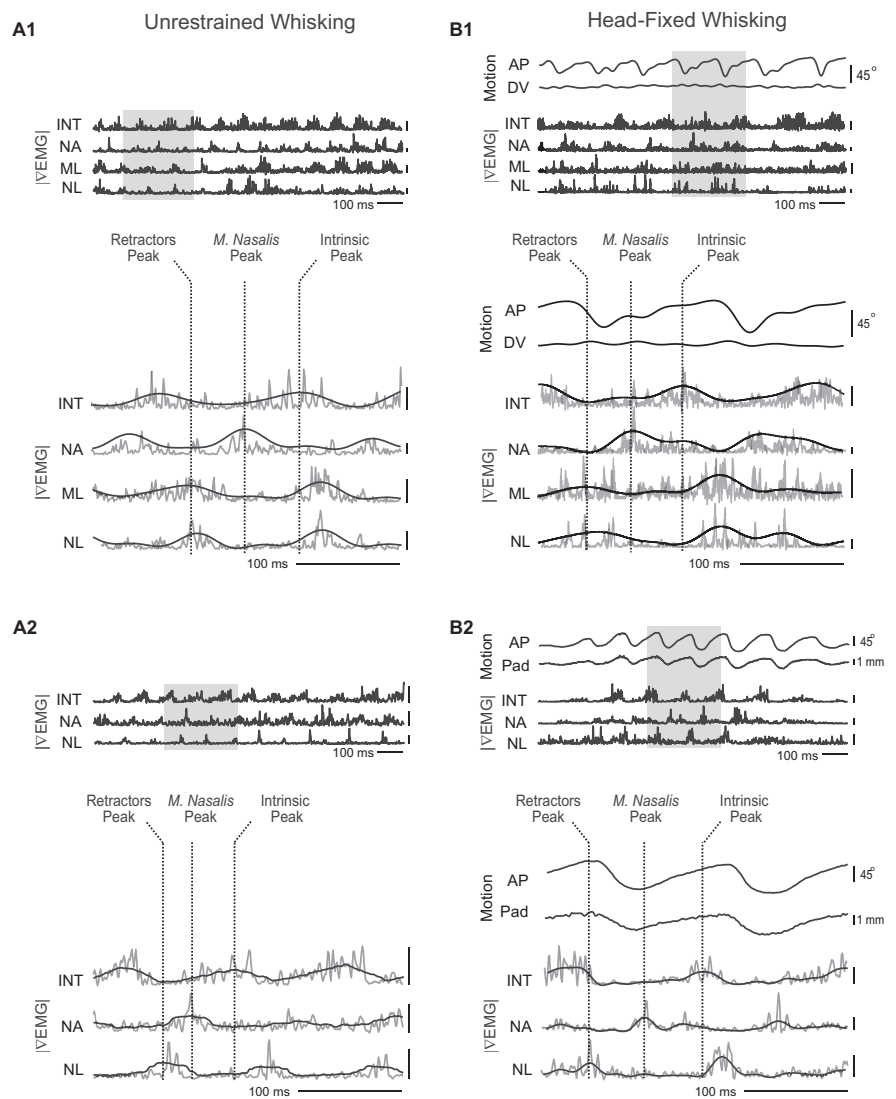 A1
Unrestrained Whisking
INT
NA
ML
NL
|∇EMG|
100 ms
Retractors
Peak
M. Nasalis
Peak
Intrinsic
Peak
INT
NA
ML
NL
|∇EMG|
100 ms
B1
Head-Fixed Whisking
Motion
AP
DV
45°
INT
NA
ML
NL
|∇EMG|
100 ms
Retractors
Peak
M. Nasalis
Peak
Intrinsic
Peak
Motion
AP
DV
45°
INT
NA
ML
NL
|∇EMG|
100 ms
A2
INT
NA
NL
|∇EMG|
100 ms
Retractors
Peak
M. Nasalis
Peak
Intrinsic
Peak
INT
NA
NL
|∇EMG|
100 ms
B2
Motion
AP
Pad
45°
1 mm
INT
NA
NL
|∇EMG|
100 ms
Retractors
Peak
M. Nasalis
Peak
Intrinsic
Peak
Motion
AP
Pad
45°
1 mm
INT
NA
NL
|∇EMG|
100 ms